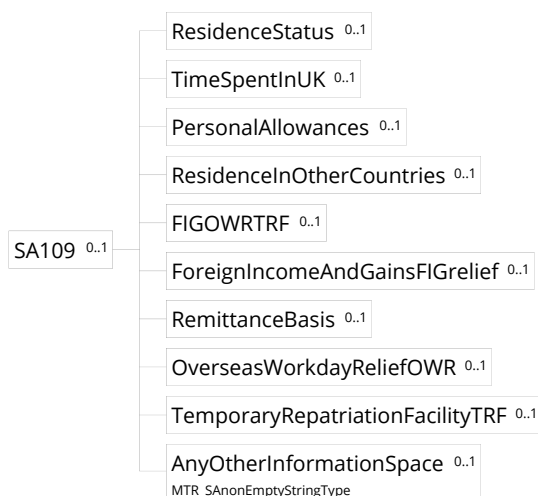 ResidenceStatus 0..1
TimeSpentInUK 0..1
PersonalAllowances 0..1
ResidenceInOtherCountries 0..1
SA109 0..1
FIGOWRTRF 0..1
ForeignIncomeAndGainsFIGrelief 0..1
RemittanceBasis 0..1
OverseasWorkdayReliefOWR 0..1
TemporaryRepatriationFacilityTRF 0..1
AnyOtherInformationSpace 0..1
MTR_SAnonEmptyStringType